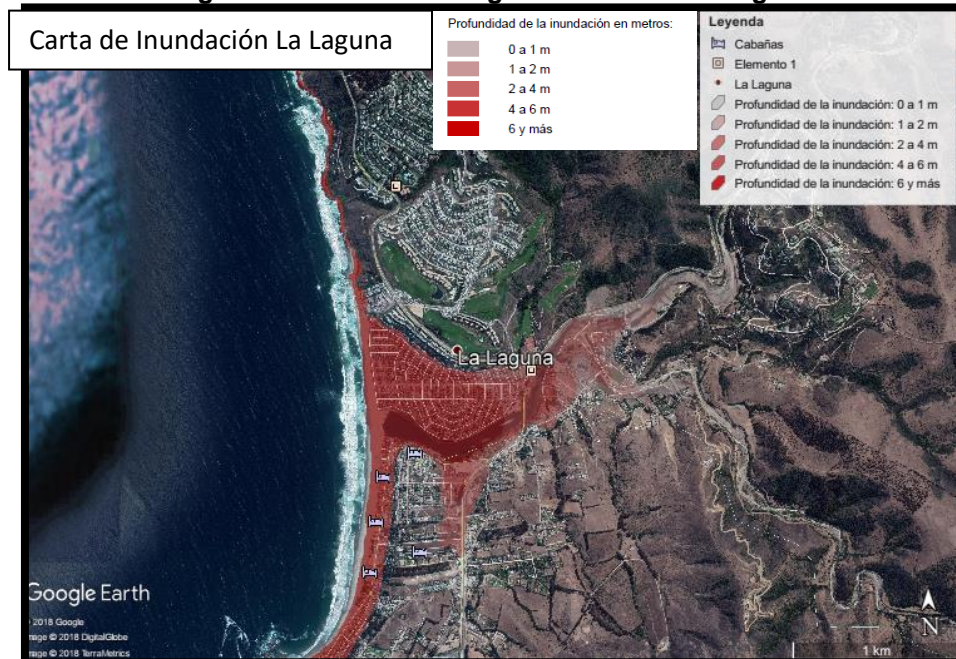 Carta de Inundación La Laguna
Profundidad de la inundación en metros:
0 a 1 m
1 a 2 m
2 a 4 m
4 a 6 m
6 y más
Leyenda
Cabañas
Elemento 1
La Laguna
Profundidad de la inundación: 0 a 1 m
Profundidad de la inundación: 1 a 2 m
Profundidad de la inundación: 2 a 4 m
Profundidad de la inundación: 4 a 6 m
Profundidad de la inundación: 6 y más
La Laguna
Google Earth
2018 Google
mage © 2018 DigitalGlobe
mage © 2018 TerraMetrics
N
1 km